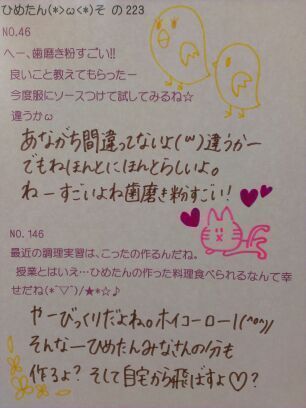 ひめたん(*>ω<*)そ の223
NO.46
へー、歯磨き粉すごい!!
良いこと教えてもらったー
今度服にソースつけて試してみるね☆
違うかω
あながち間違ってないよ(ω)違うかー
でもねほんとにほんとらしいよ。
ねーすごいよね歯磨き粉すごい!
NO.146
最近の調理実習は、こったの作るんだね。
授業とはいえ…ひめたんの作った料理食べられるなんて幸
せだね(*˘▽˘)/★*☆♪
やーびっくりだよね。ホイコーロー!(^o^)/
そんなーひめたんみなさんの分も
作るよ? そして自宅から飛ばすよ♡?